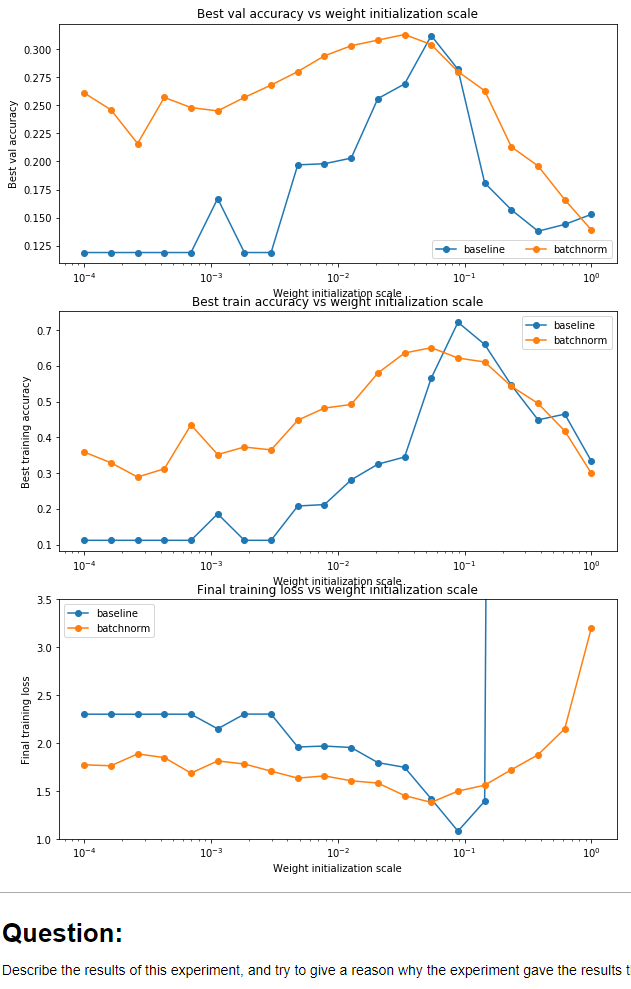 Best val accuracy vs weight initialization scale
Best val accuracy
0.300
0.275
0.250
0.225
0.200
0.175
0.150
0.125
baseline batchnorm
10⁻⁴ 10⁻³ 10⁻² 10⁻¹ 10⁰
Weight initialization scale
Best train accuracy vs weight initialization scale
Best training accuracy
0.7
0.6
0.5
0.4
0.3
0.2
0.1
baseline
batchnorm
10⁻⁴ 10⁻³ 10⁻² 10⁻¹ 10⁰
Weight initialization scale
Final training loss vs weight initialization scale
Final training loss
3.5
3.0
2.5
2.0
1.5
1.0
baseline
batchnorm
10⁻⁴ 10⁻³ 10⁻² 10⁻¹ 10⁰
Weight initialization scale
Question:
Describe the results of this experiment, and try to give a reason why the experiment gave the results